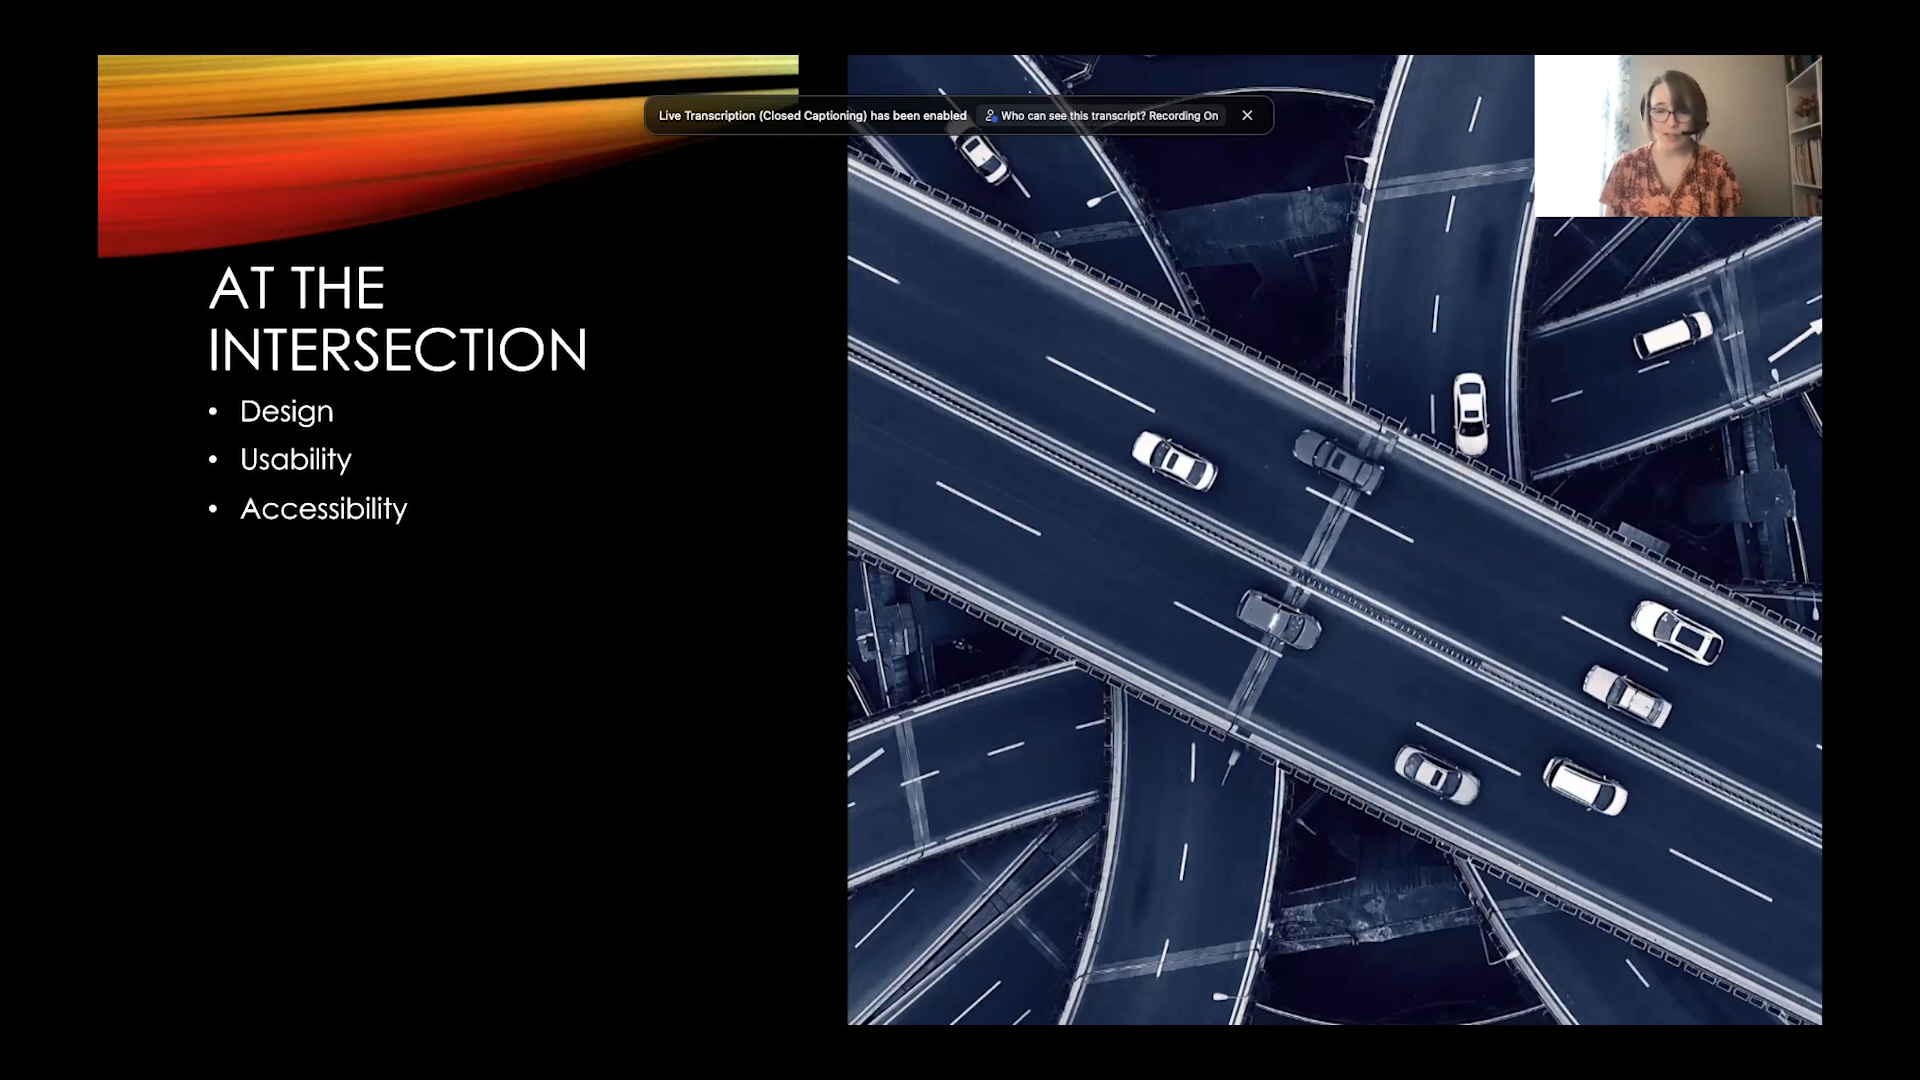 Live Transcription (Closed Captioning) has been enabled Who can see this transcript? Recording On
AT THE
INTERSECTION
• Design
• Usability
• Accessibility